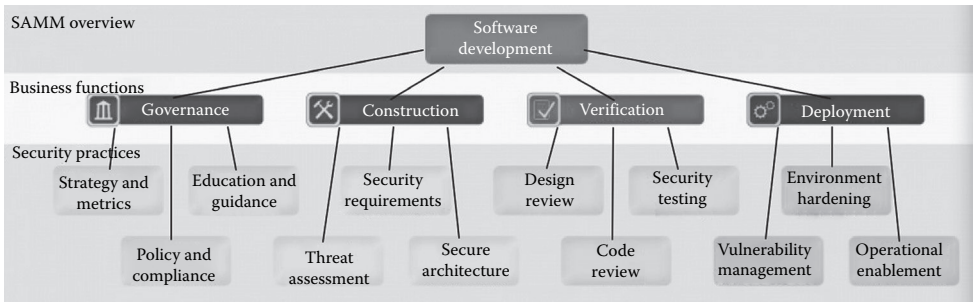 SAMM overview
Software
development
Business functions
Governance
Construction
Verification
Deployment
Security practices
Strategy and
metrics
Education and
guidance
Security
requirements
Design
review
Security
testing
Environment
hardening
Policy and
compliance
Threat
assessment
Secure
architecture
Code
review
Vulnerability
management
Operational
enablement